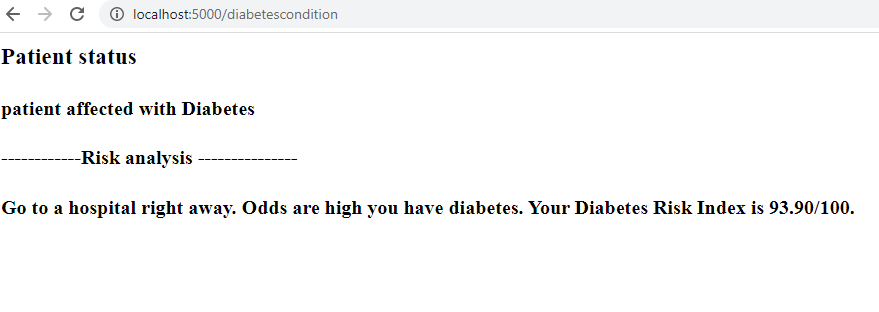 localhost:5000/diabetescondition
Patient status
patient affected with Diabetes
------------Risk analysis ---------------
Go to a hospital right away. Odds are high you have diabetes. Your Diabetes Risk Index is 93.90/100.